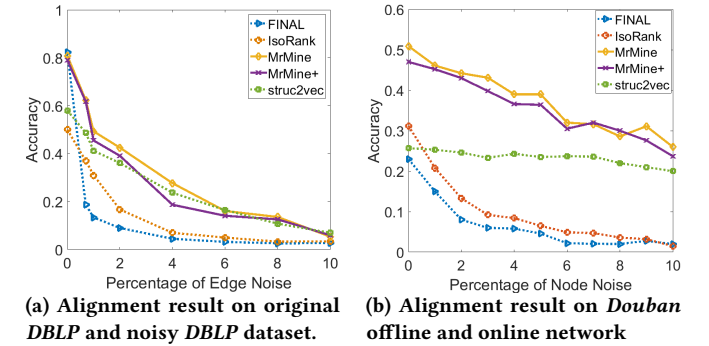 1
0.8
0.6
0.4
0.2
0
Accuracy
0 2 4 6 8 10
Percentage of Edge Noise
FINAL
IsoRank
MrMine
MrMine+
struc2vec
(a) Alignment result on original
DBLP and noisy DBLP dataset.
0.6
0.5
0.4
0.3
0.2
0.1
0
Accuracy
0 2 4 6 8 10
Percentage of Node Noise
FINAL
IsoRank
MrMine
MrMine+
struc2vec
(b) Alignment result on Douban
offline and online network